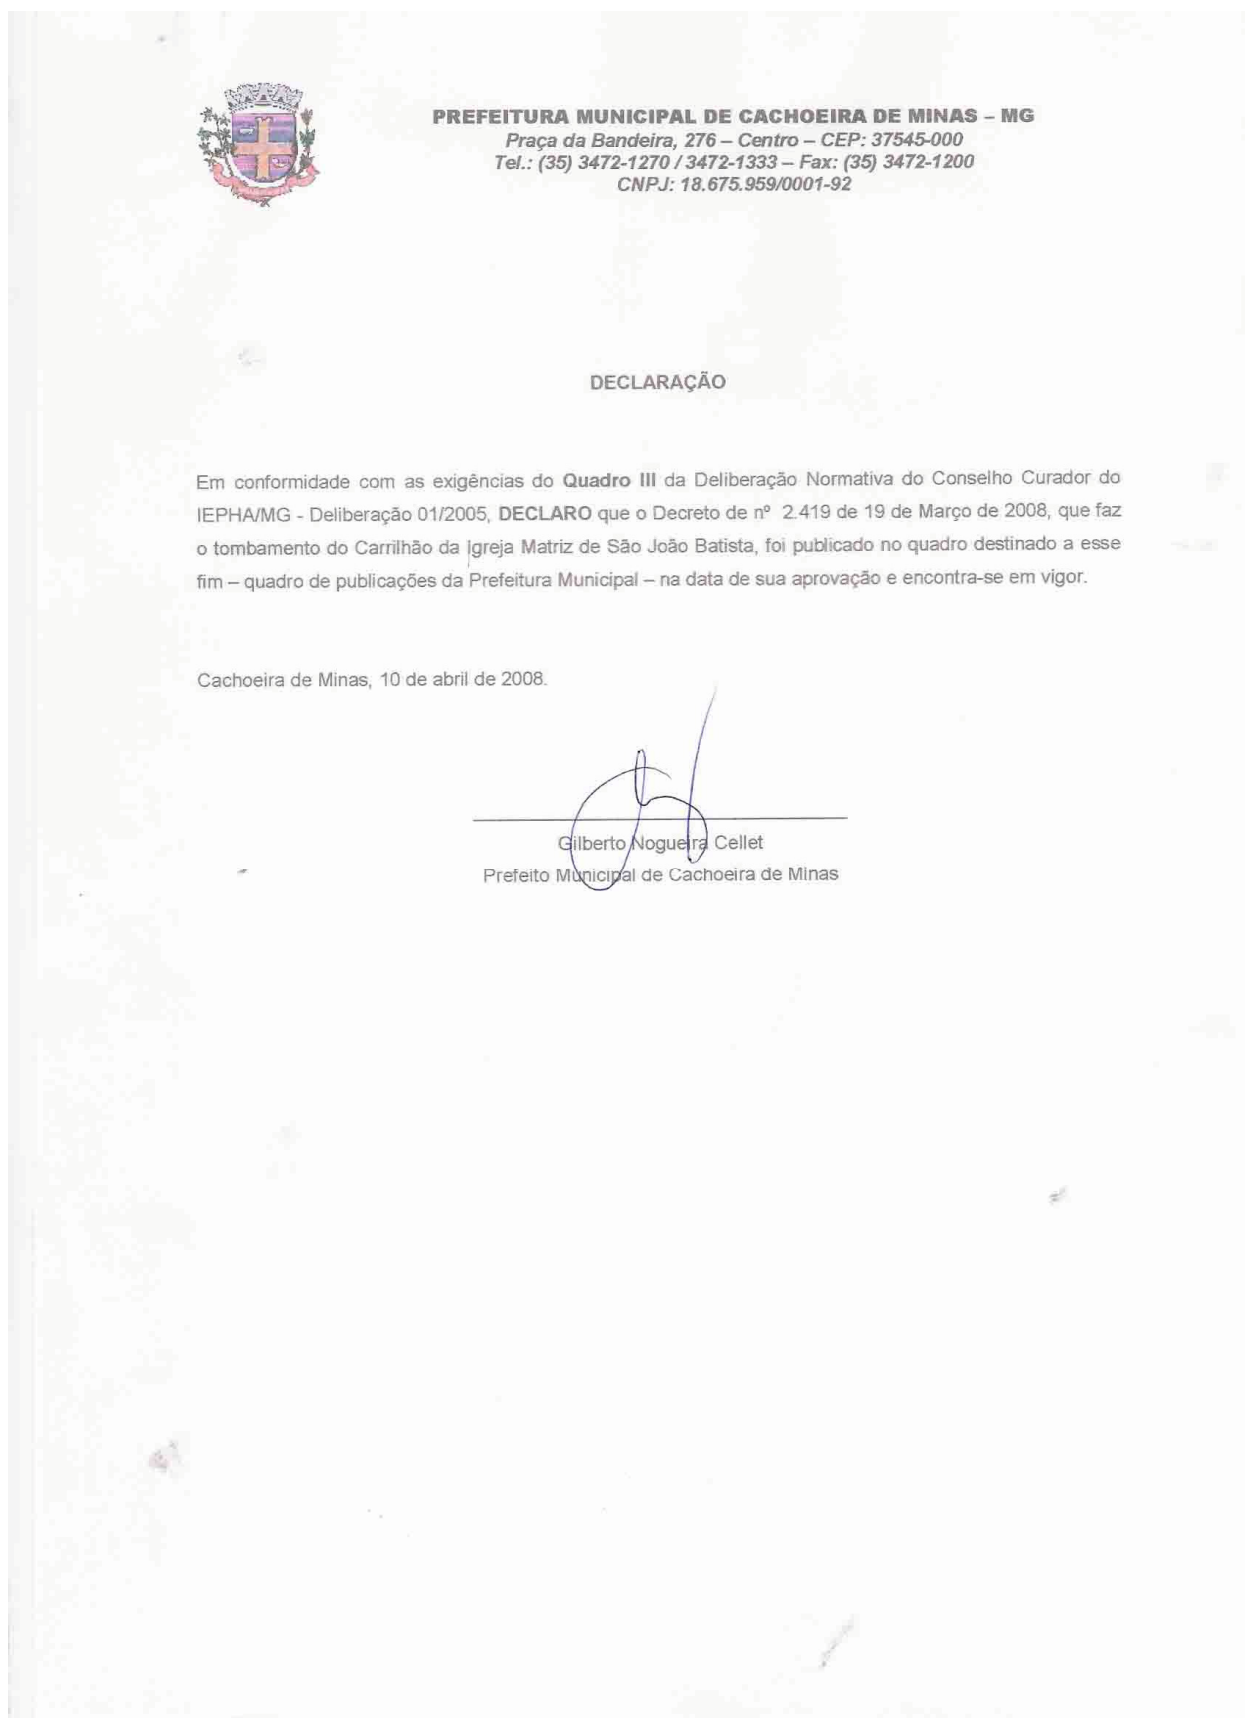 PREFEITURA MUNICIPAL DE CACHOEIRA DE MINAS – MG
Praça da Bandeira, 276 – Centro – CEP: 37545-000
Tel.: (35) 3472-1270 / 3472-1333 – Fax: (35) 3472-1200
CNPJ: 18.675.959/0001-92
DECLARAÇÃO
Em conformidade com as exigências do Quadro III da Deliberação Normativa do Conselho Curador do
IEPHA/MG - Deliberação 01/2005, DECLARO que o Decreto de nº 2.419 de 19 de Março de 2008, que faz
o tombamento do Carrilhão da Igreja Matriz de São João Batista, foi publicado no quadro destinado a esse
fim – quadro de publicações da Prefeitura Municipal – na data de sua aprovação e encontra-se em vigor.
Cachoeira de Minas, 10 de abril de 2008.
Gilberto Nogueira Cellet
Prefeito Municipal de Cachoeira de Minas